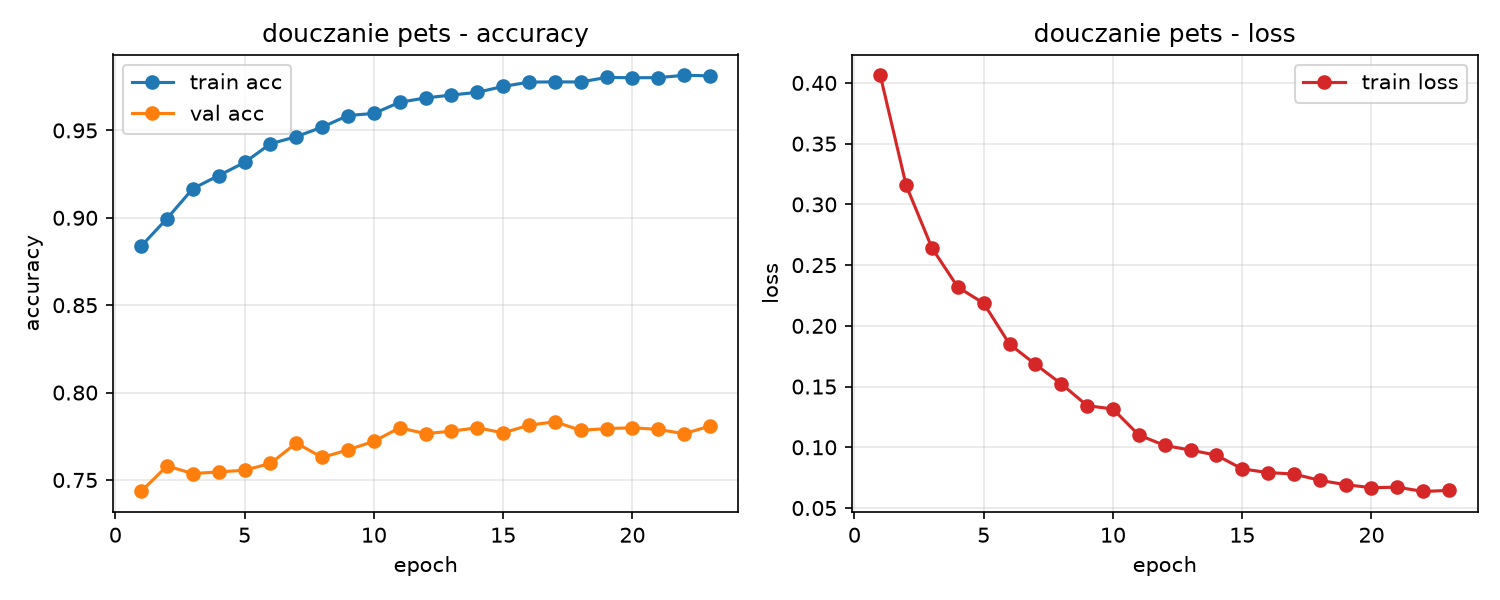 douczanie pets - accuracy
train acc
val acc
accuracy
0.95
0.90
0.85
0.80
0.75
0
5
10
15
20
epoch
douczanie pets - loss
train loss
loss
0.40
0.35
0.30
0.25
0.20
0.15
0.10
0.05
0
5
10
15
20
epoch